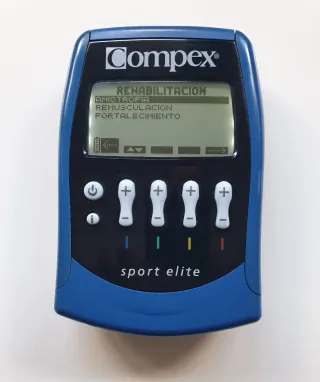 Compex®
REHABILITACION
AMIOTROFIA
REMUSCULACION
FORTALECIMIENTO
+ + + +
i - - - -
sport elite